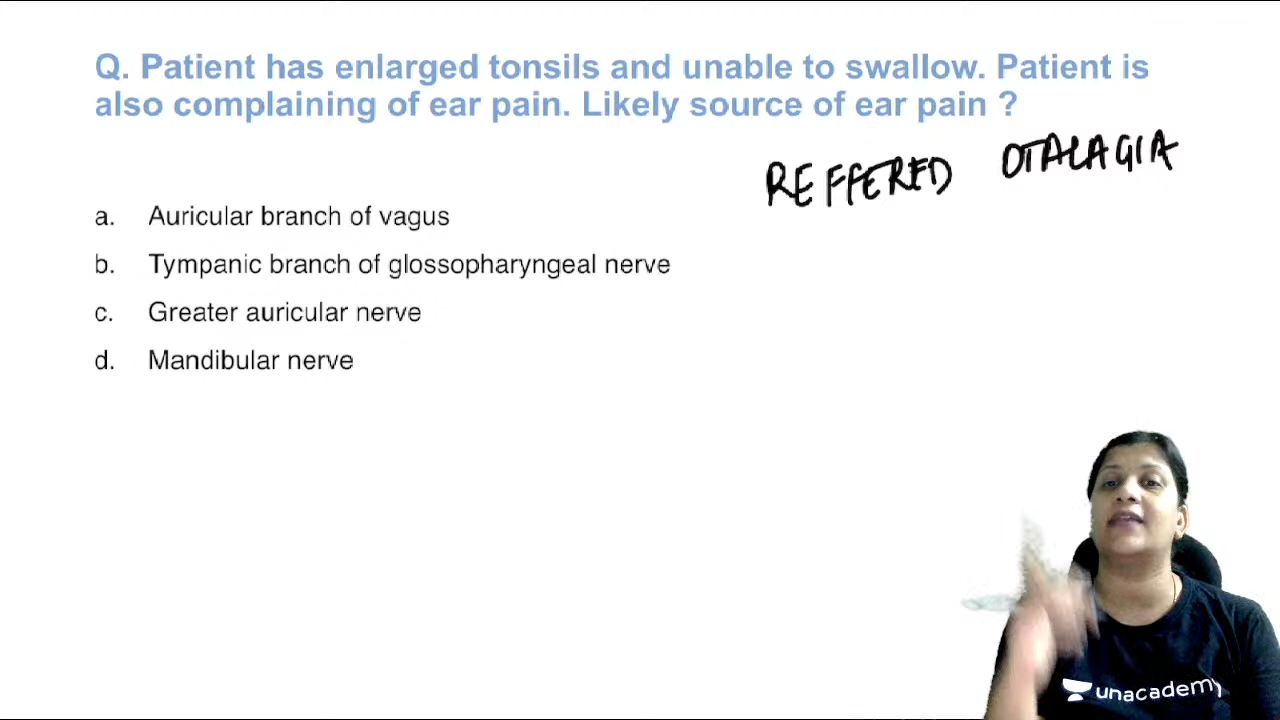 Q. Patient has enlarged tonsils and unable to swallow. Patient is
also complaining of ear pain. Likely source of ear pain ?
REFFERED OTALAGIA
a. Auricular branch of vagus
b. Tympanic branch of glossopharyngeal nerve
c. Greater auricular nerve
d. Mandibular nerve
unacademy